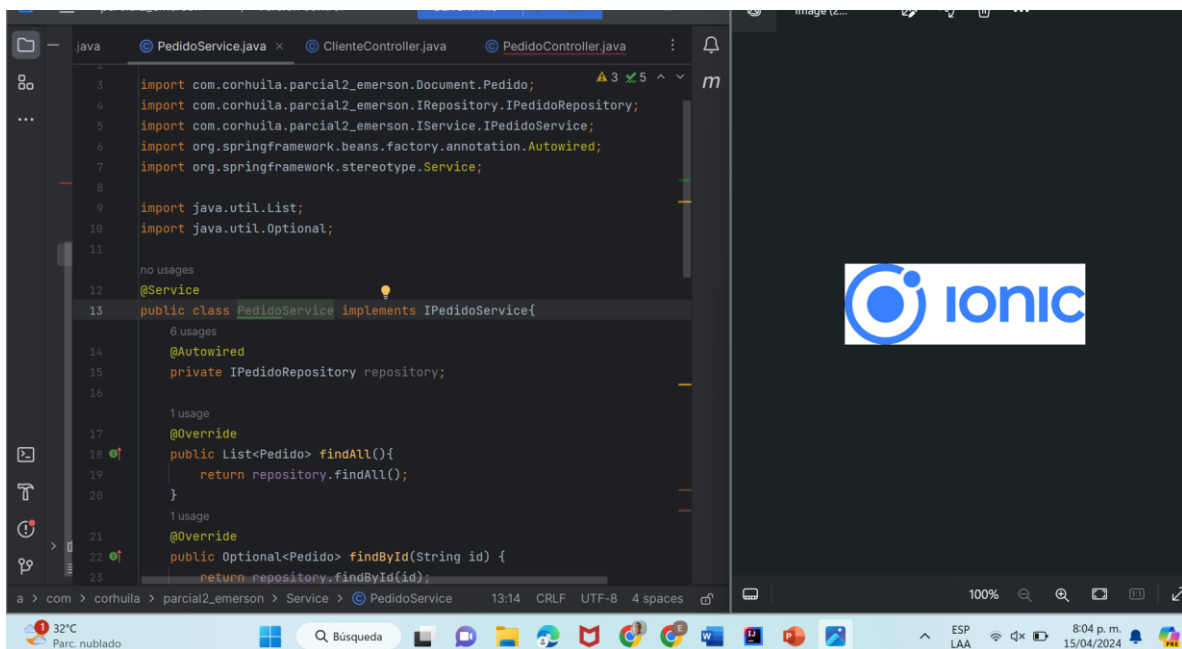 .java
PedidoService.java ×
ClienteController.java
PedidoController.java
3 5
m
3 import com.corhuila.parcial2_emerson.Document.Pedido;
4 import com.corhuila.parcial2_emerson.IRepository.IPedidoRepository;
5 import com.corhuila.parcial2_emerson.IService.IPedidoService;
6 import org.springframework.beans.factory.annotation.Autowired;
7 import org.springframework.stereotype.Service;
8
9 import java.util.List;
10 import java.util.Optional;
11
no usages
12 @Service
13 public class PedidoService implements IPedidoService{
6 usages
14 @Autowired
15 private IPedidoRepository repository;
16
1 usage
17 @Override
18 public List<Pedido> findAll(){
19 return repository.findAll();
20 }
1 usage
21 @Override
22 public Optional<Pedido> findById(String id) {
23 return repository.findById(id);
a > com > corhuila > parcial2_emerson > Service > PedidoService 13:14 CRLF UTF-8 4 spaces
IONIC
100%
1:1
1
32°C
Parc. nublado
Búsqueda
ESP
LAA
8:04 p. m.
15/04/2024
PRE